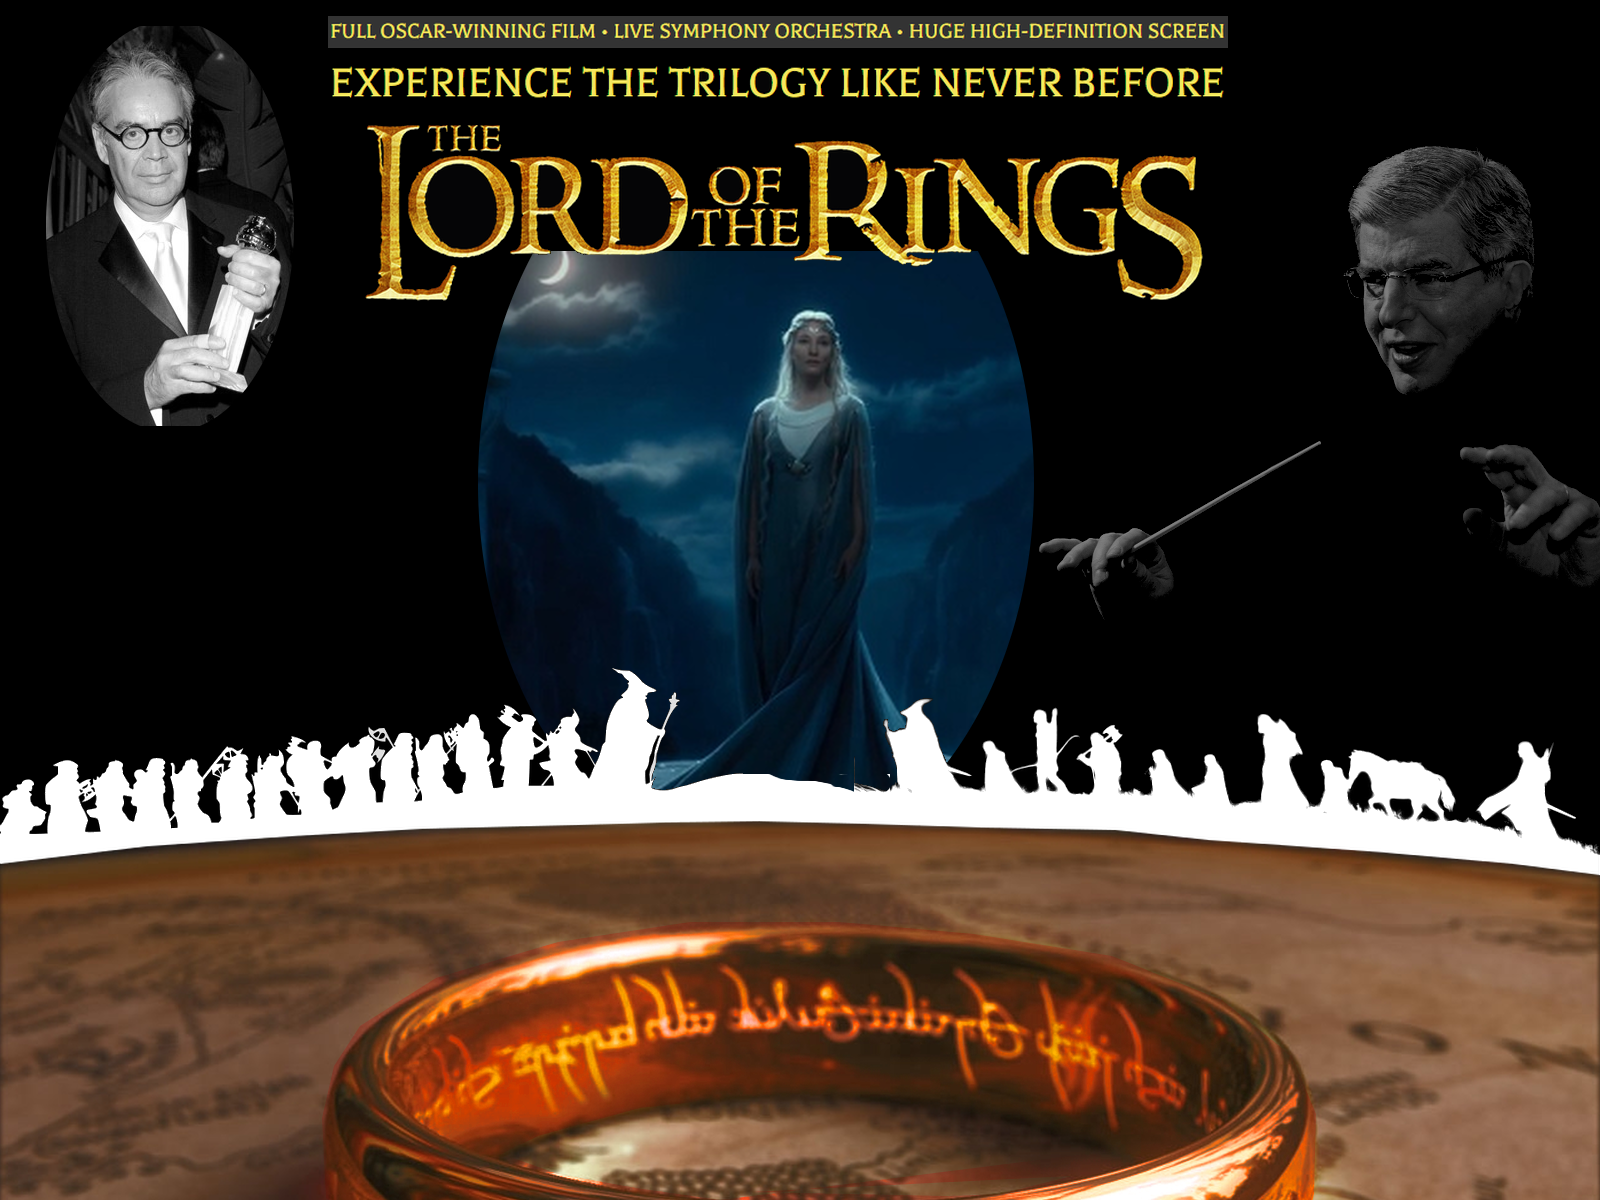 FULL OSCAR-WINNING FILM • LIVE SYMPHONY ORCHESTRA • HUGE HIGH-DEFINITION SCREEN
EXPERIENCE THE TRILOGY LIKE NEVER BEFORE
THE LORD OF THE RINGS